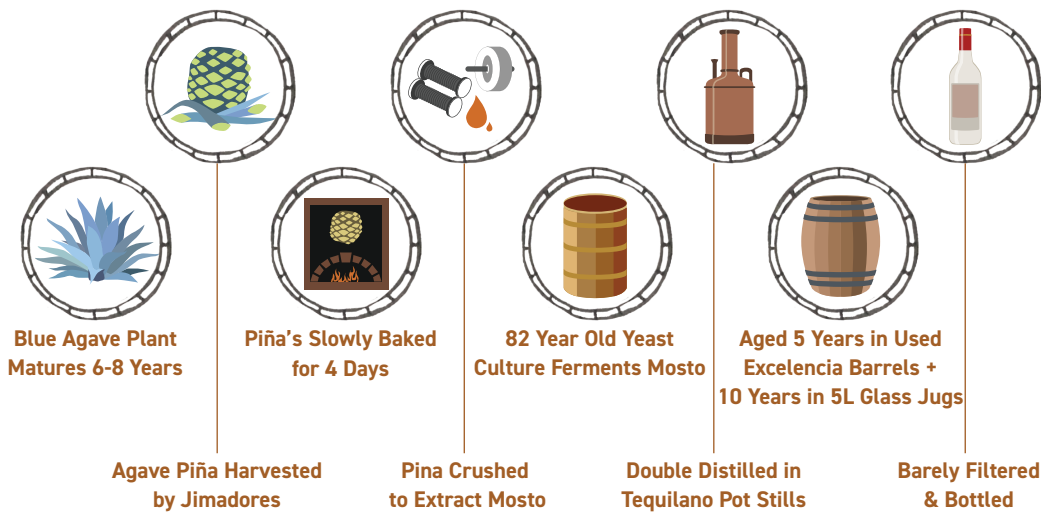 Blue Agave Plant
Matures 6-8 Years
Agave Piña Harvested
by Jimadores
Piña's Slowly Baked
for 4 Days
Pina Crushed
to Extract Mosto
82 Year Old Yeast
Culture Ferments Mosto
Double Distilled in
Tequilano Pot Stills
Aged 5 Years in Used
Excelencia Barrels +
10 Years in 5L Glass Jugs
Barely Filtered
& Bottled